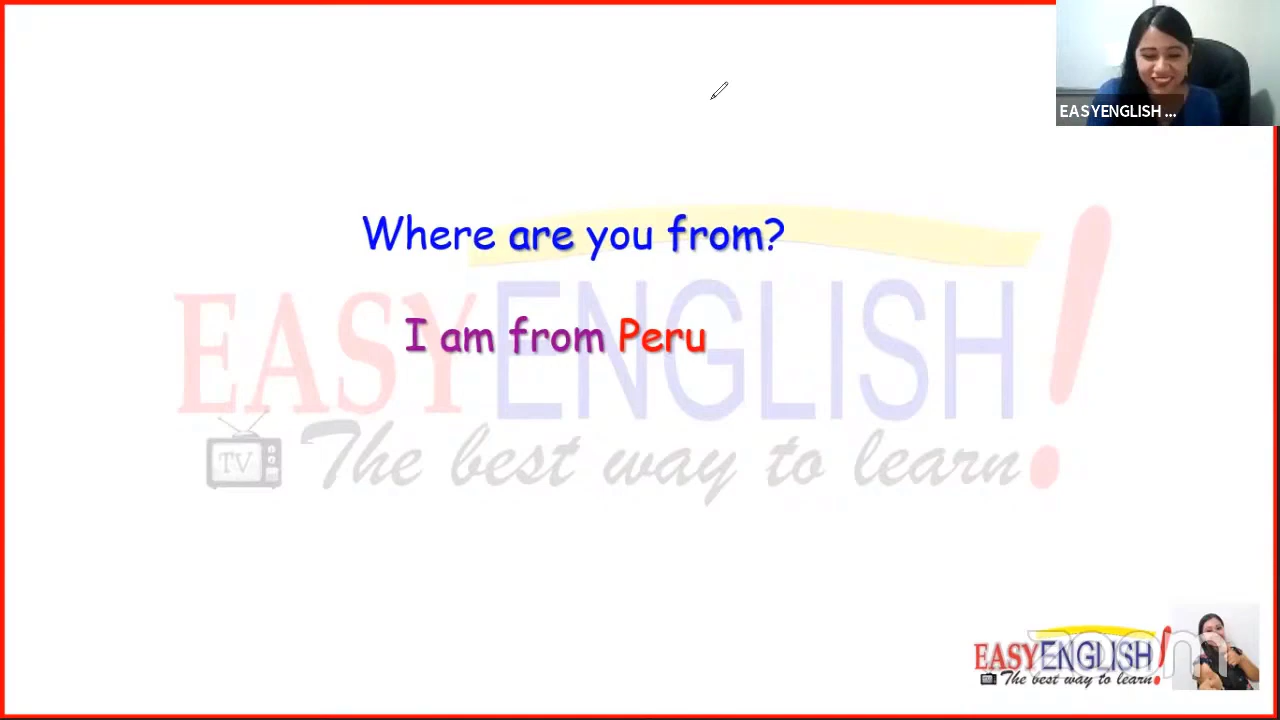 EASYENGLISH ...
Where are you from?
I am from Peru
EASYENGLISH!
TV
The best way to learn
zoom
EASYENGLISH!
The best way to learn